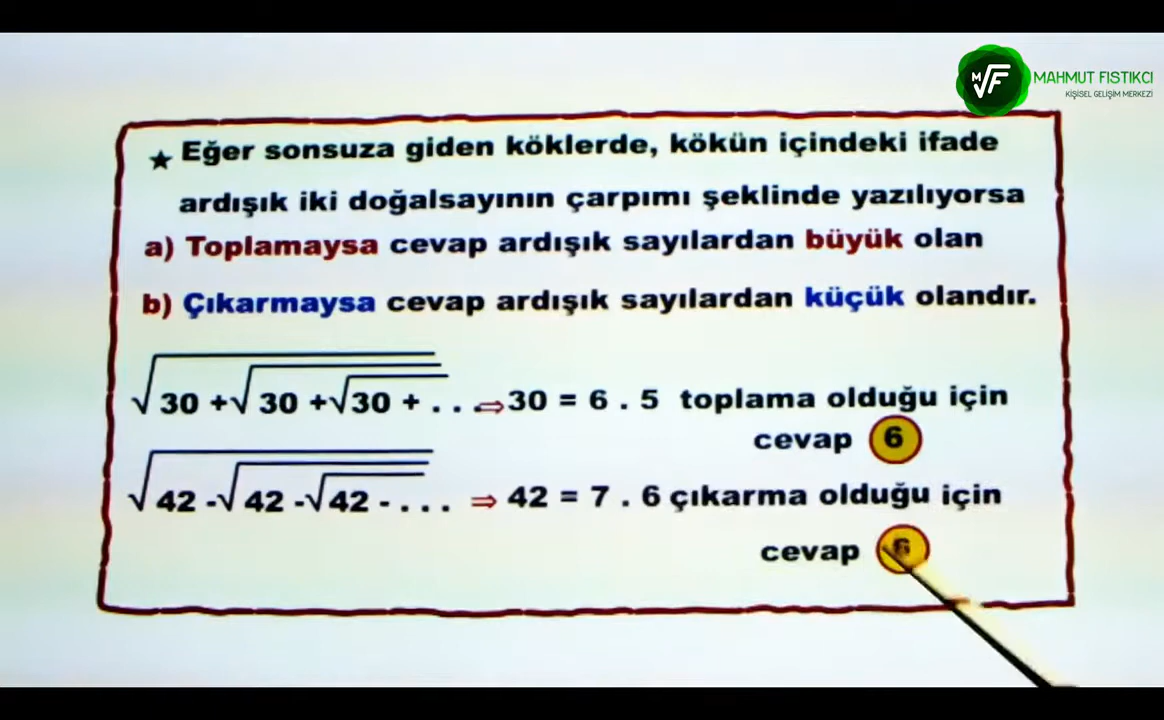 M√F MAHMUT FISTIKCI
KİŞİSEL GELİŞİM MERKEZİ
★ Eğer sonsuza giden köklerde, kökün içindeki ifade
ardışık iki doğalsayının çarpımı şeklinde yazılıyorsa
a) Toplamaysa cevap ardışık sayılardan büyük olan
b) Çıkarmaysa cevap ardışık sayılardan küçük olandır.
√30 +√30 +√30 + . . ⇒30 = 6 . 5 toplama olduğu için
cevap 6
√42 -√42 -√42 - . . . ⇒ 42 = 7 . 6 çıkarma olduğu için
cevap 6